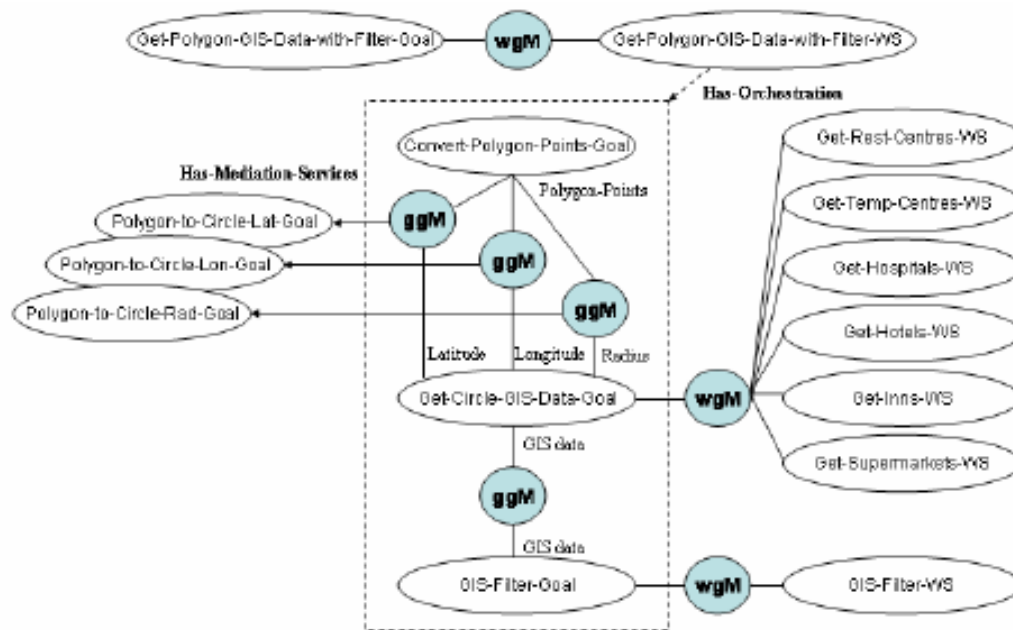 Get-Polygon-GIS-Data-with-Filter-Goal
wgM
Get-Polygon-GIS-Data-with-Filter-WS
Has-Orchestration
Convert-Polygon-Points-Goal
Get-Rest-Centres-WS
Has-Mediation-Services
Polygon-Points
Polygon-to-Circle-Lat-Goal
ggM
Get-Temp-Centres-WS
Polygon-to-Circle-Lon-Goal
ggM
Get-Hospitals-WS
Polygon-to-Circle-Rad-Goal
ggM
Get-Hotels-WS
Latitude
Longitude
Radius
Get-Circle-GIS-Data-Goal
wgM
Get-Inns-WS
GIS data
Get-Supermarkets-WS
ggM
GIS data
GIS-Filter-Goal
wgM
GIS-Filter-WS